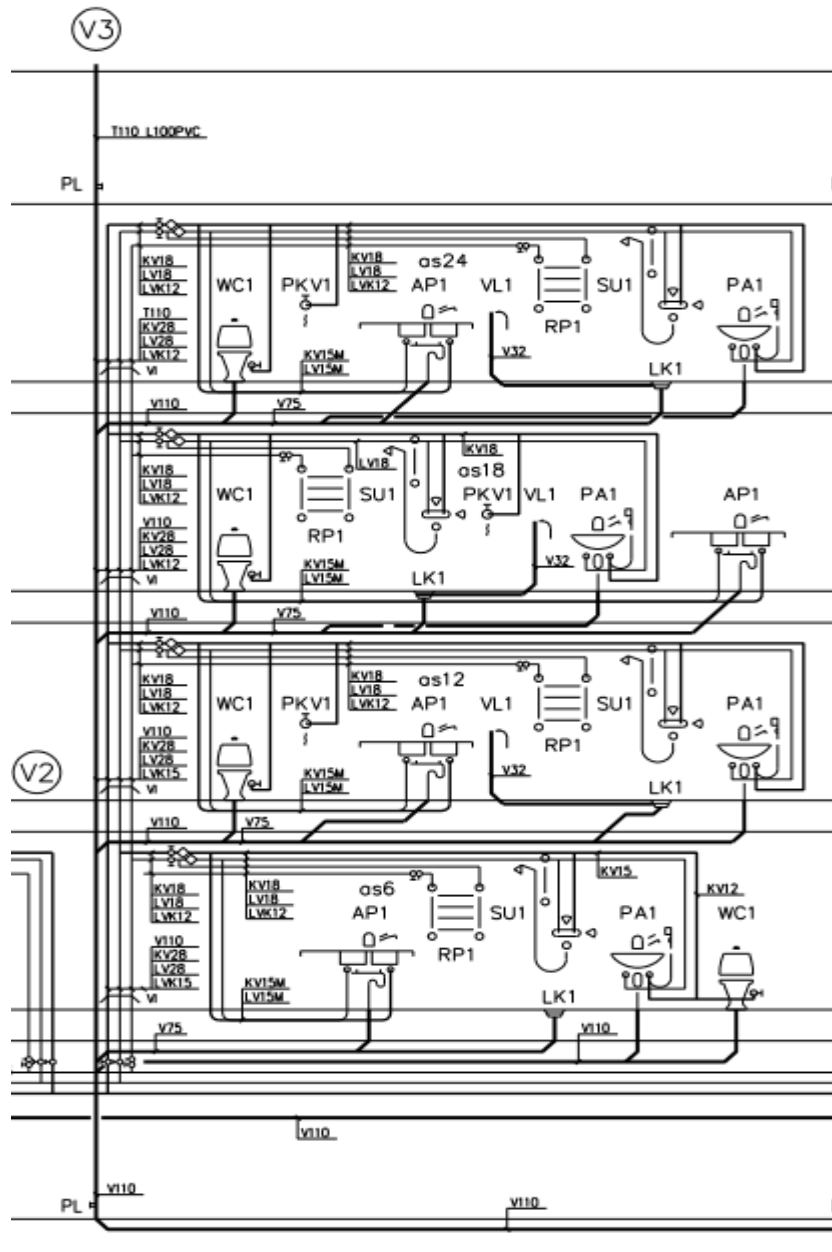 V3
T110 L100PVC
PL
KV18
LV18
LVK12
WC1
PKV1
KV18
LV18
LVK12
as24
AP1
VL1
RP1
SU1
PA1
T110
KV28
LV28
LVK12
VI
KV15M
LV15M
V32
LK1
V110
V75
KV18
LV18
LVK12
WC1
RP1
LV18
SU1
KV18
as18
PKV1
VL1
PA1
AP1
V110
KV28
LV28
LVK12
VI
KV15M
LV15M
LK1
V32
V110
V75
KV18
LV18
LVK12
WC1
PKV1
KV18
LV18
LVK12
as12
AP1
VL1
RP1
SU1
PA1
V2
V110
KV28
LV28
LVK15
VI
KV15M
LV15M
V32
LK1
V110
V75
KV18
LV18
LVK12
KV18
LV18
LVK12
as6
AP1
RP1
SU1
KV15
PA1
KV12
WC1
V110
KV28
LV28
LVK15
VI
KV15M
LV15M
LK1
V75
V110
V110
PL
V110
V110